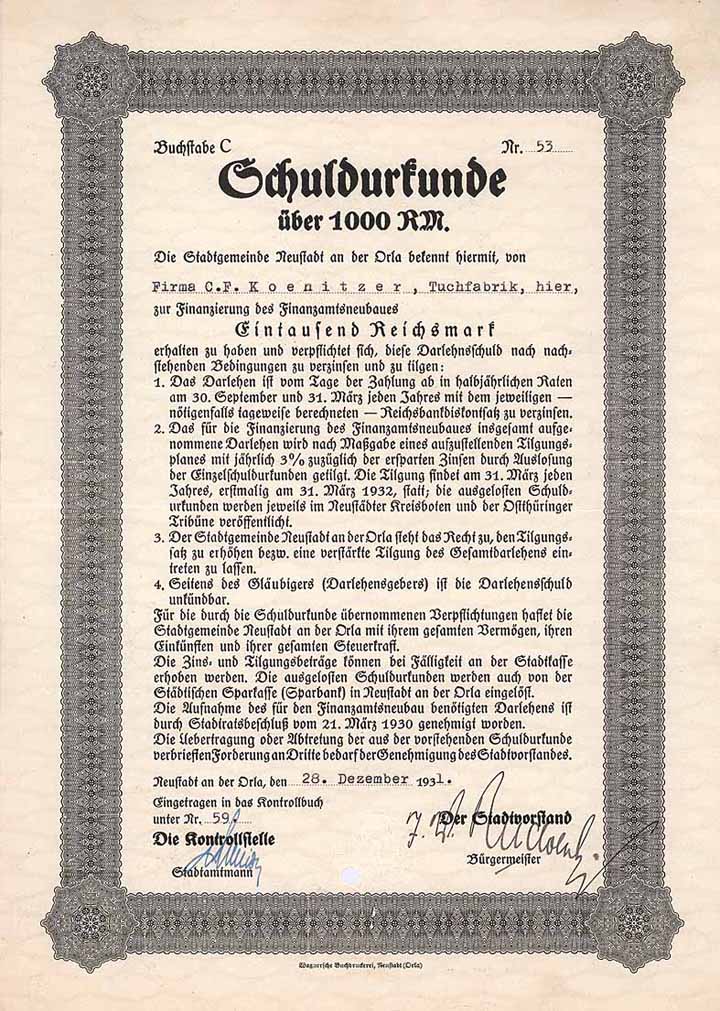 Buchstabe C Nr. 53
Schuldurkunde
über 1000 RM.
Die Stadtgemeinde Neustadt an der Orla bekennt hiermit, von
Firma C.F. Koenitzer, Tuchfabrik, hier,
zur Finanzierung des Finanzamtsneubaues
Eintausend Reichsmark
erhalten zu haben und verpflichtet sich, diese Darlehnsschuld nach nach-
stehenden Bedingungen zu verzinsen und zu tilgen:
1. Das Darlehen ist vom Tage der Zahlung ab in halbjährlichen Raten
am 30. September und 31. März jeden Jahres mit dem jeweiligen —
nötigenfalls tageweise berechneten — Reichsbankdiskontsatz zu verzinsen.
2. Das für die Finanzierung des Finanzamtsneubaues insgesamt aufge-
nommene Darlehen wird nach Maßgabe eines aufzustellenden Tilgungs-
planes mit jährlich 3% zuzüglich der ersparten Zinsen durch Auslosung
der Einzelschuldurkunden getilgt. Die Tilgung findet am 31. März jeden
Jahres, erstmalig am 31. März 1932, statt; die ausgelosten Schuld-
urkunden werden jeweils im Neustädter Kreisboten und der Ostthüringer
Tribüne veröffentlicht.
3. Der Stadtgemeinde Neustadt an der Orla steht das Recht zu, den Tilgungs-
satz zu erhöhen bezw. eine verstärkte Tilgung des Gesamtdarlehens ein-
treten zu lassen.
4. Seitens des Gläubigers (Darlehensgebers) ist die Darlehensschuld
unkündbar.
Für die durch die Schuldurkunde übernommenen Verpflichtungen haftet die
Stadtgemeinde Neustadt an der Orla mit ihrem gesamten Vermögen, ihren
Einkünften und ihrer gesamten Steuerkraft.
Die Zins- und Tilgungsbeträge können bei Fälligkeit an der Stadtkasse
erhoben werden. Die ausgelosten Schuldurkunden werden auch von der
Städtischen Sparkasse (Sparbank) in Neustadt an der Orla eingelöst.
Die Aufnahme des für den Finanzamtsneubau benötigten Darlehens ist
durch Stadtratsbeschluß vom 21. März 1930 genehmigt worden.
Die Uebertragung oder Abtretung der aus der vorstehenden Schuldurkunde
verbrieften Forderung an Dritte bedarf der Genehmigung des Stadtvorstandes.
Neustadt an der Orla, den 28. Dezember 1931.
Eingetragen in das Kontrollbuch
unter Nr. 59
Der Stadtvorstand
Die Kontrollstelle
Bürgermeister
Stadtamtmann
Wagnersche Buchdruckerei, Neustadt (Orla)